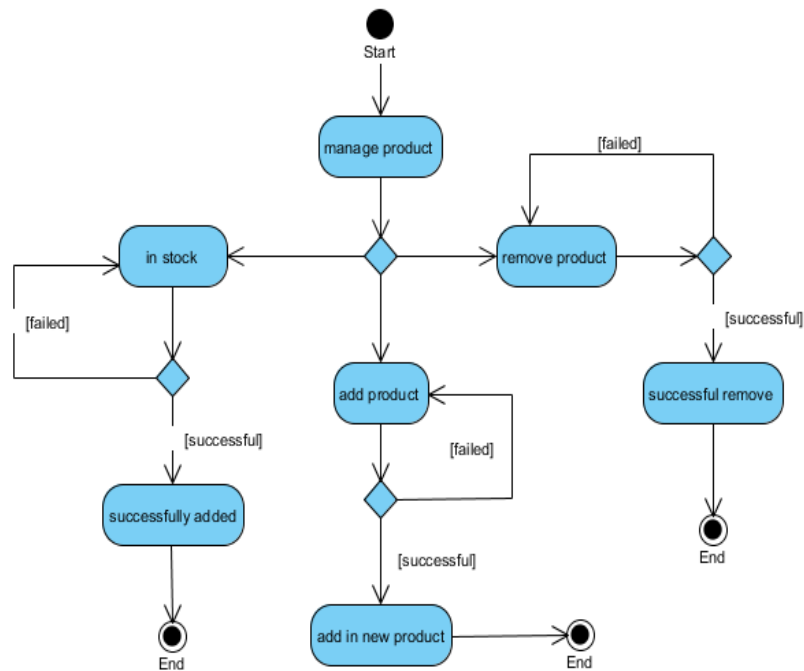 Start
manage product
[failed]
in stock
remove product
[failed]
[successful]
add product
successful remove
[successful]
[failed]
successfully added
[successful]
End
add in new product
End
End